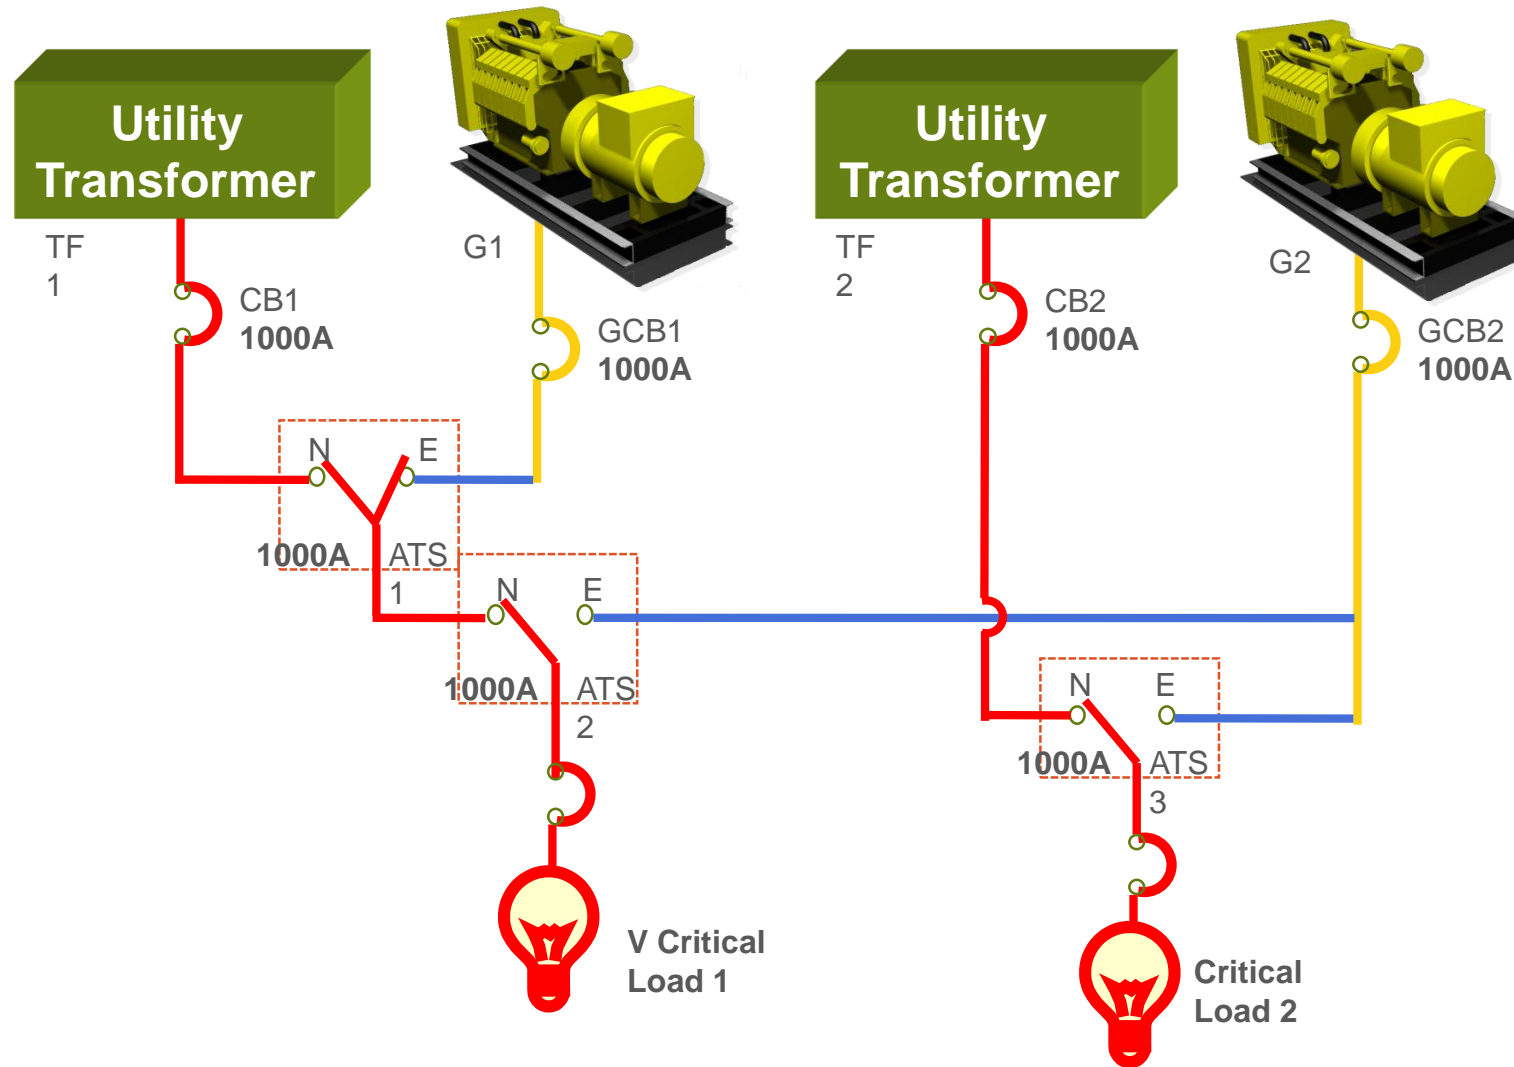 Utility
Transformer
Utility
Transformer
TF
1
G1
TF
2
G2
CB1
1000A
GCB1
1000A
CB2
1000A
GCB2
1000A
N
E
1000A
ATS
1
N
E
1000A
ATS
2
N
E
1000A
ATS
3
V Critical
Load 1
Critical
Load 2